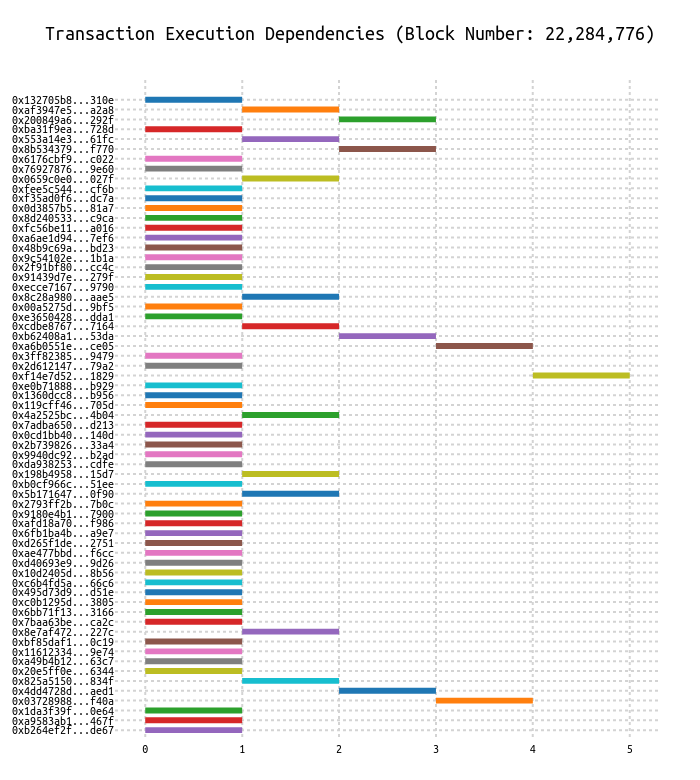 Transaction Execution Dependencies (Block Number: 22,284,776)
0x132705b8...310e
0xaf3947e5...a2a8
0x200849a6...292f
0xba31f9ea...728d
0x553a14e3...61fc
0x8b534379...f770
0x6176cbf9...c022
0x76927876...9e60
0x0659c0e0...027f
0xfee5c544...cf6b
0xf35ad0f6...dc7a
0x0d3857b5...81a7
0x8d240533...c9ca
0xfc56be11...a016
0xa6ae1d94...7ef6
0x48b9c69a...bd23
0x9c54102e...1b1a
0x2f91bf80...cc4c
0x91439d7e...279f
0xecce7167...9790
0x8c28a980...aae5
0x00a5275d...9bf5
0xe3650428...dda1
0xcdbe8767...7164
0xb62408a1...53da
0xa6b0551e...ce05
0x3ff82385...9479
0x2d612147...79a2
0xf14e7d52...1829
0xe0b71888...b929
0x1360dcc8...b956
0x119cff46...705d
0x4a2525bc...4b04
0x7adba650...d213
0x0cd1bb40...140d
0x2b739826...33a4
0x9940dc92...b2ad
0xda938253...cdfe
0x198b4958...15d7
0xb0cf966c...51ee
0x5b171647...0f90
0x2793ff2b...7b0c
0x9180e4b1...7900
0xafd18a70...f986
0x6fb1ba4b...a9e7
0xd265f1de...2751
0xae477bbd...f6cc
0xd40693e9...9d26
0x10d2405d...8b56
0xc6b4fd5a...66c6
0x495d73d9...d51e
0xc0b1295d...3805
0x6bb71f13...3166
0x7baa63be...ca2c
0x8e7af472...227c
0xbf85daf1...0c19
0x11612334...9e74
0xa49b4b12...63c7
0x20e5ff0e...6344
0x825a5150...834f
0x4dd4728d...aed1
0x03728988...f40a
0x1da3f39f...0e64
0xa9583ab1...467f
0xb264ef2f...de67
0 1 2 3 4 5